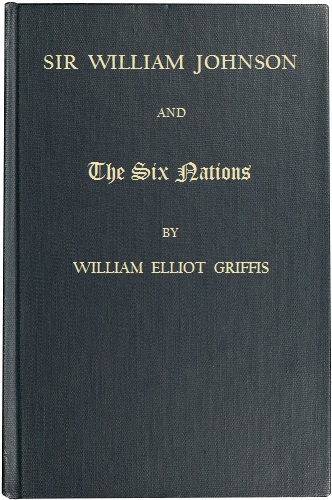 SIR WILLIAM JOHNSON
AND
The Six Nations
BY
WILLIAM ELLIOT GRIFFIS